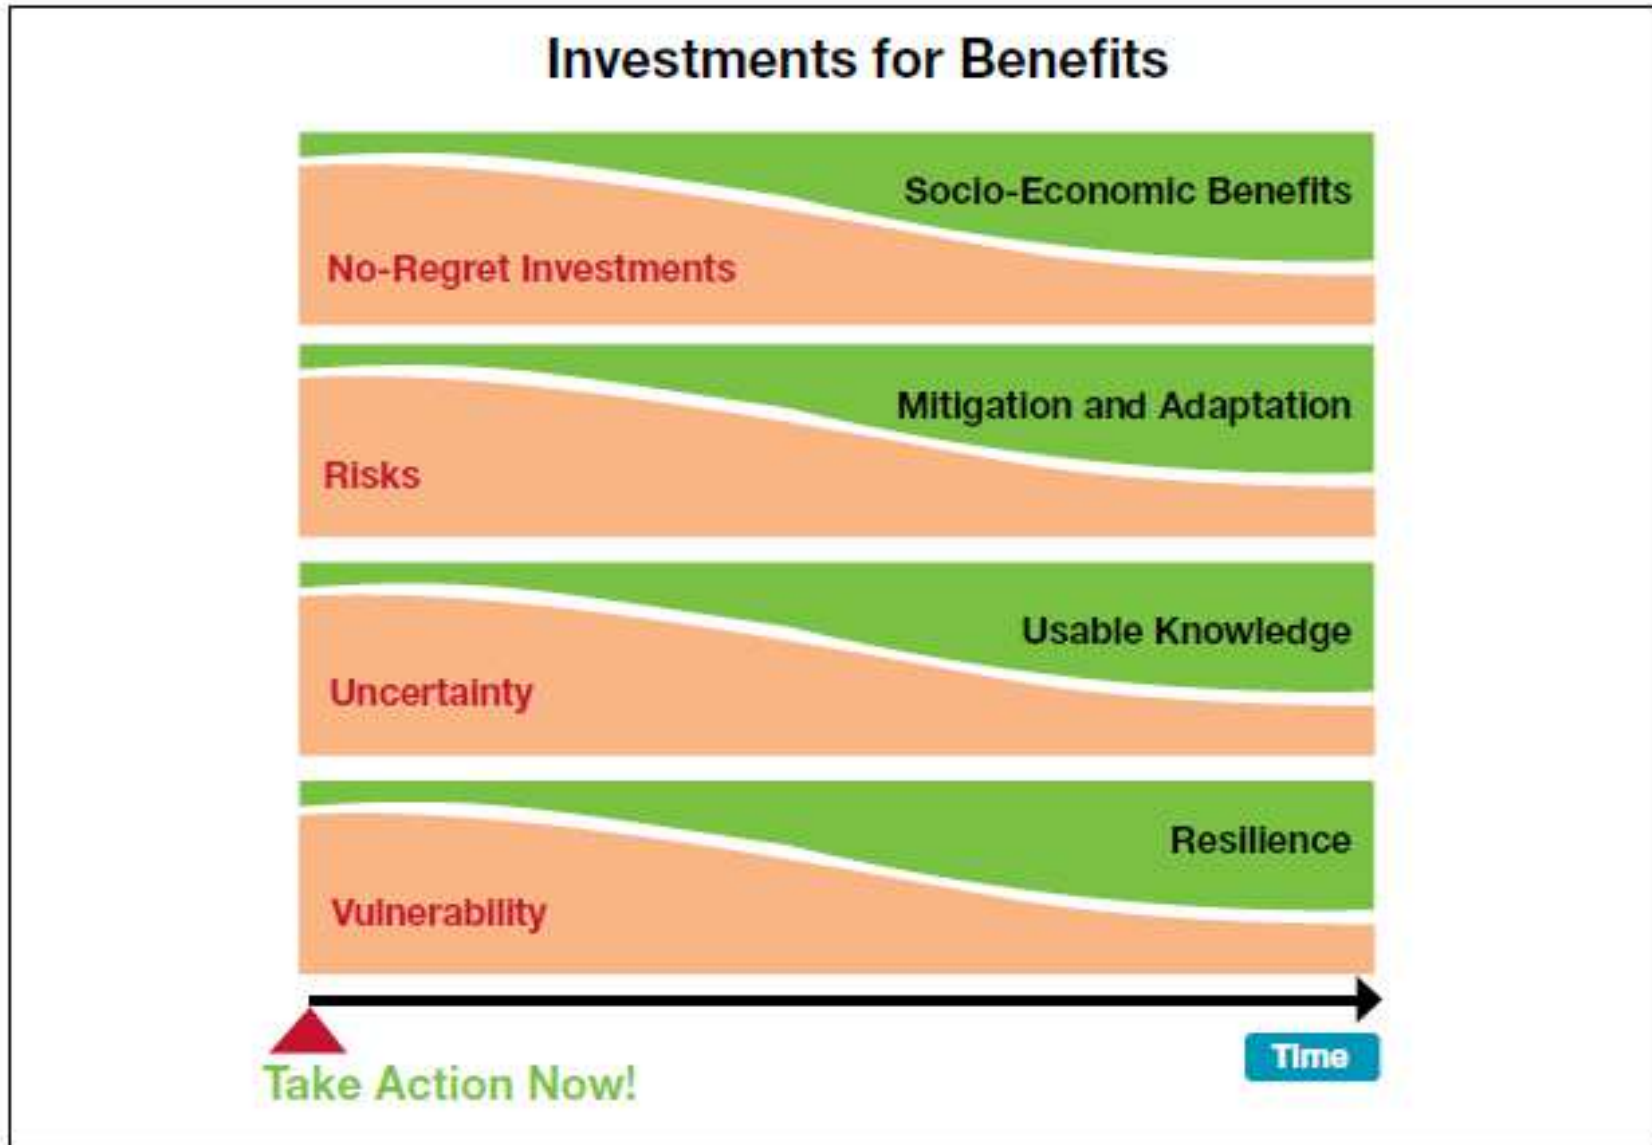 Investments for Benefits
Socio-Economic Benefits
No-Regret Investments
Mitigation and Adaptation
Risks
Usable Knowledge
Uncertainty
Resilience
Vulnerability
Time
Take Action Now!